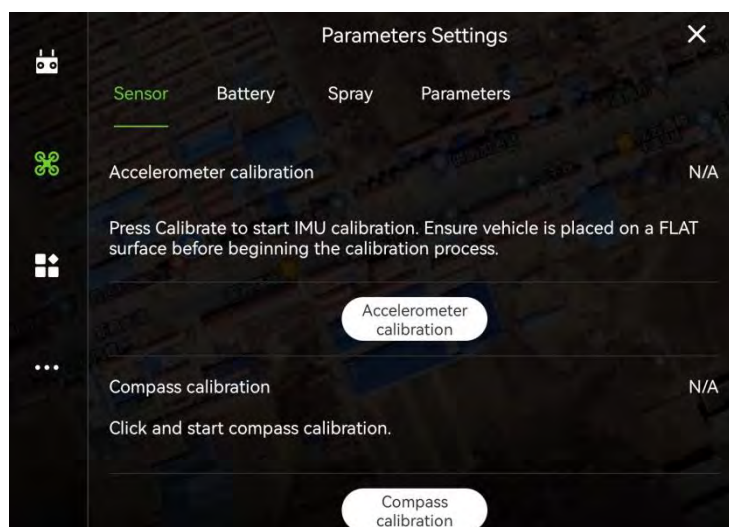 Parameters Settings
Sensor Battery Spray Parameters
Accelerometer calibration N/A
Press Calibrate to start IMU calibration. Ensure vehicle is placed on a FLAT
surface before beginning the calibration process.
Accelerometer
calibration
Compass calibration N/A
Click and start compass calibration.
Compass
calibration